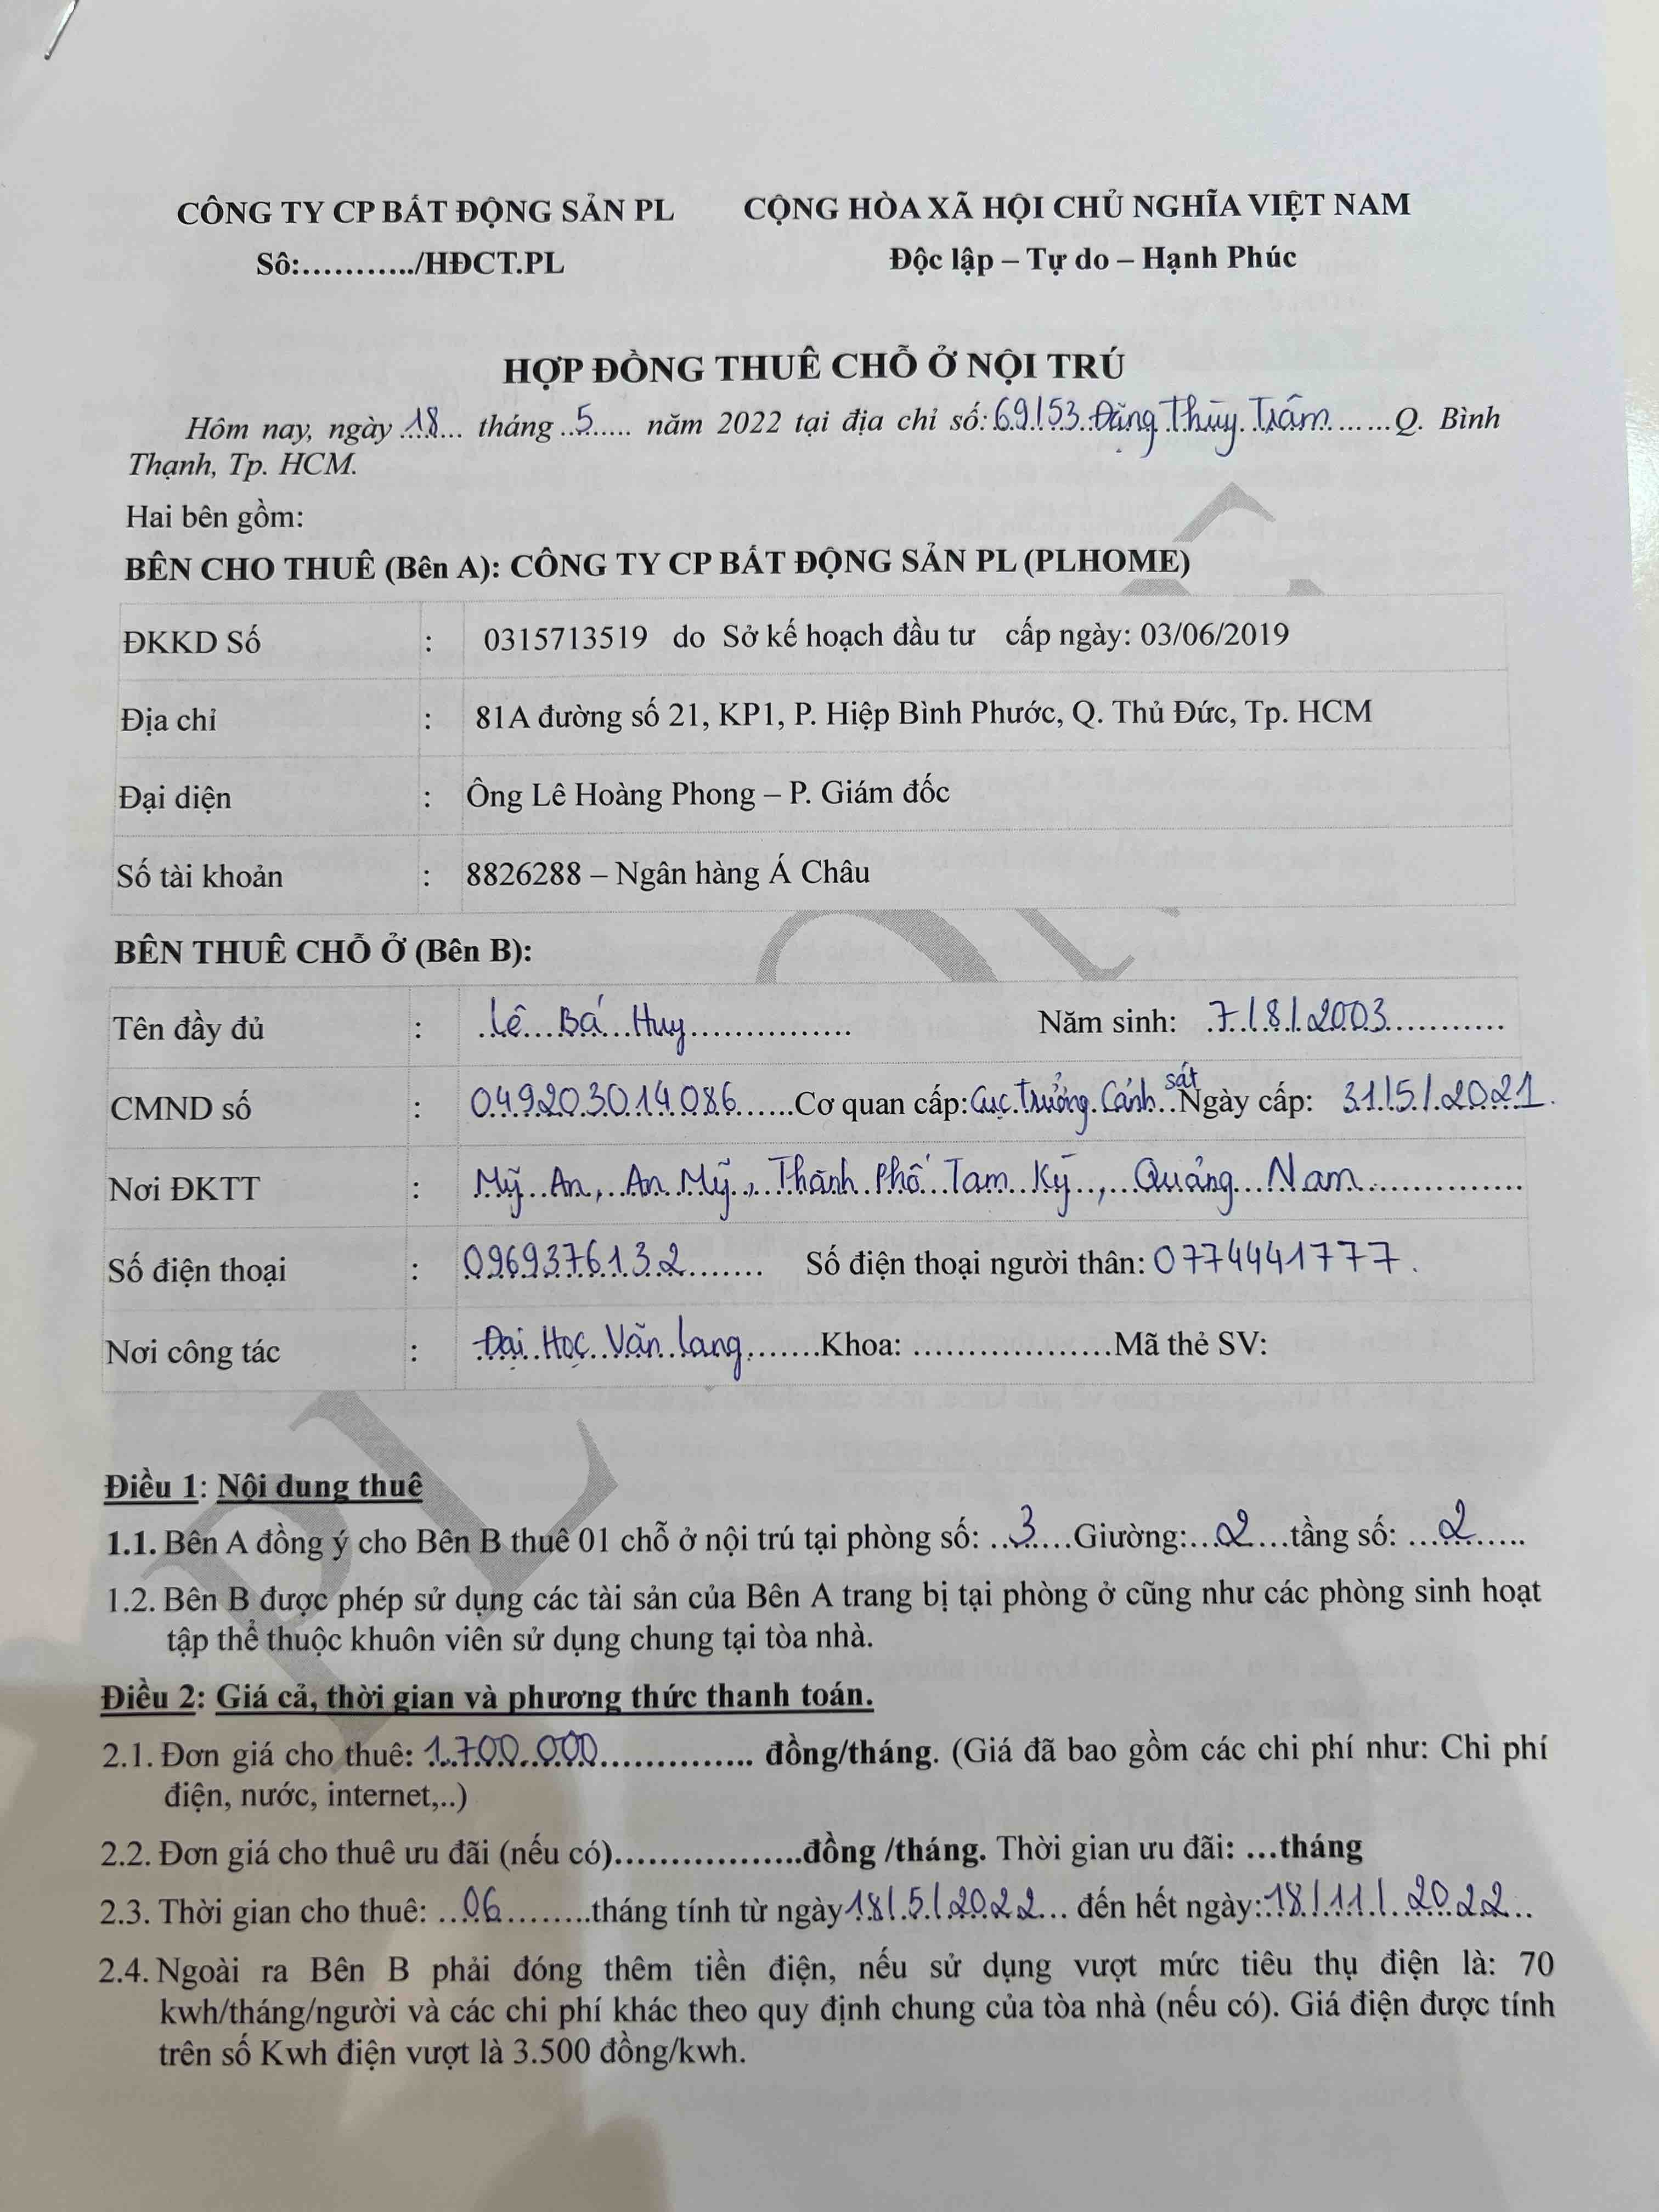 CÔNG TY CP BẤT ĐỘNG SẢN PL CỘNG HÒA XÃ HỘI CHỦ NGHĨA VIỆT NAM
Số:............/HĐCT.PL Độc lập – Tự do – Hạnh Phúc
HỢP ĐỒNG THUÊ CHỖ Ở NỘI TRÚ
Hôm nay, ngày 18 tháng 5 năm 2022 tại địa chỉ số: 69/53 Đặng Thùy Trâm ......Q. Bình
Thạnh, Tp. HCM.
Hai bên gồm:
BÊN CHO THUÊ (Bên A): CÔNG TY CP BẤT ĐỘNG SẢN PL (PLHOME)
ĐKKD Số : 0315713519 do Sở kế hoạch đầu tư cấp ngày: 03/06/2019
Địa chỉ : 81A đường số 21, KP1, P. Hiệp Bình Phước, Q. Thủ Đức, Tp. HCM
Đại diện : Ông Lê Hoàng Phong – P. Giám đốc
Số tài khoản : 8826288 – Ngân hàng Á Châu
BÊN THUÊ CHỖ Ở (Bên B):
Tên đầy đủ : Lê Bá Huy Năm sinh: 7/8/2003
CMND số : 049203014086 Cơ quan cấp: Cục Trưởng Cảnh sát Ngày cấp: 31/5/2021
Nơi ĐKTT : Mỹ An, An Mỹ, Thành Phố Tam Kỳ, Quảng Nam
Số điện thoại : 0969376132 Số điện thoại người thân: 0774441777.
Nơi công tác : Đại Học Văn Lang Khoa: ....................Mã thẻ SV:
Điều 1: Nội dung thuê
1.1. Bên A đồng ý cho Bên B thuê 01 chỗ ở nội trú tại phòng số: 3 Giường: 2 tầng số: 2
1.2. Bên B được phép sử dụng các tài sản của Bên A trang bị tại phòng ở cũng như các phòng sinh hoạt
tập thể thuộc khuôn viên sử dụng chung tại tòa nhà.
Điều 2: Giá cả, thời gian và phương thức thanh toán.
2.1. Đơn giá cho thuê: 1.700.000 đồng/tháng. (Giá đã bao gồm các chi phí như: Chi phí
điện, nước, internet,..)
2.2. Đơn giá cho thuê ưu đãi (nếu có)..................đồng /tháng. Thời gian ưu đãi: ...tháng
2.3. Thời gian cho thuê: 06 tháng tính từ ngày 18/5/2022 đến hết ngày: 18/11/2022
2.4. Ngoài ra Bên B phải đóng thêm tiền điện, nếu sử dụng vượt mức tiêu thụ điện là: 70
kwh/tháng/người và các chi phí khác theo quy định chung của tòa nhà (nếu có). Giá điện được tính
trên số Kwh điện vượt là 3.500 đồng/kwh.